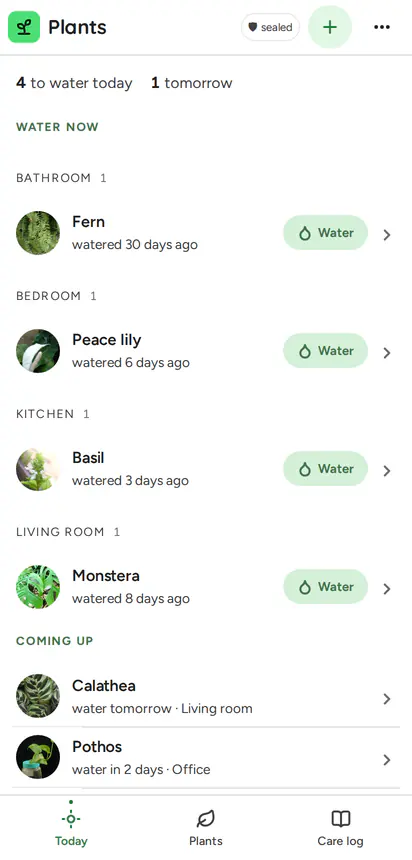 Plants
sealed
4 to water today 1 tomorrow
WATER NOW
BATHROOM 1
Fern
watered 30 days ago
Water
BEDROOM 1
Peace lily
watered 6 days ago
Water
KITCHEN 1
Basil
watered 3 days ago
Water
LIVING ROOM 1
Monstera
watered 8 days ago
Water
COMING UP
Calathea
water tomorrow · Living room
Pothos
water in 2 days · Office
Today
Plants
Care log